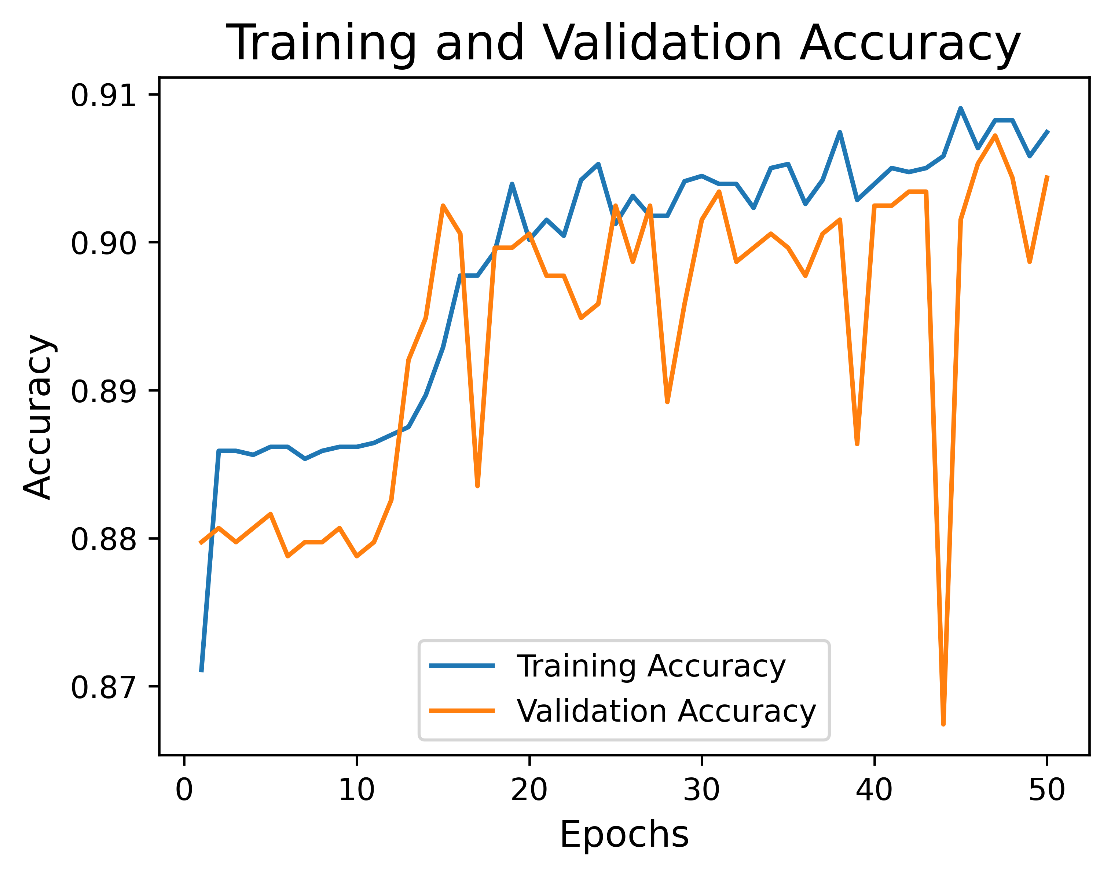 Training and Validation Accuracy
0.91
0.90
0.89
0.88
0.87
Accuracy
Training Accuracy
Validation Accuracy
0 10 20 30 40 50
Epochs